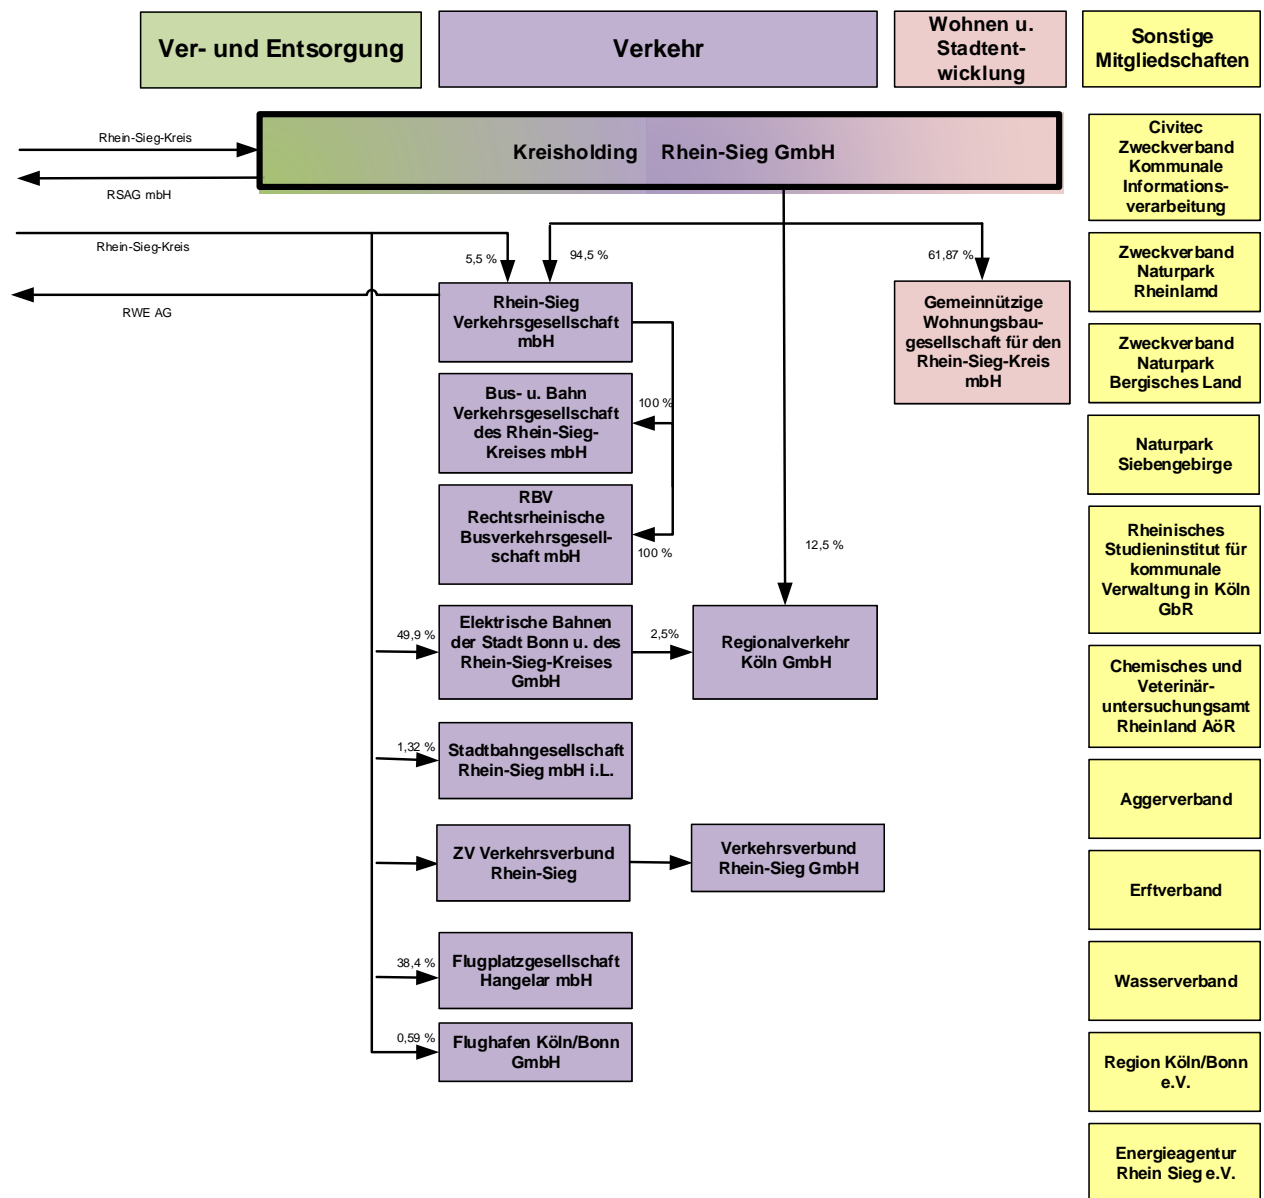 Ver- und Entsorgung
Verkehr
Wohnen u.
Stadtent-
wicklung
Sonstige
Mitgliedschaften
Rhein-Sieg-Kreis
RSAG mbH
Kreisholding Rhein-Sieg GmbH
Rhein-Sieg-Kreis
5,5 %
94,5 %
61,87 %
RWE AG
Rhein-Sieg
Verkehrsgesellschaft
mbH
Gemeinnützige
Wohnungsbau-
gesellschaft für den
Rhein-Sieg-Kreis
mbH
Bus- u. Bahn
Verkehrsgesellschaft
des Rhein-Sieg-
Kreises mbH
100 %
RBV
Rechtsrheinische
Busverkehrsgesell-
schaft mbH
100 %
12,5 %
49,9 %
Elektrische Bahnen
der Stadt Bonn u. des
Rhein-Sieg-Kreises
GmbH
2,5%
Regionalverkehr
Köln GmbH
1,32 %
Stadtbahngesellschaft
Rhein-Sieg mbH i.L.
ZV Verkehrsverbund
Rhein-Sieg
Verkehrsverbund
Rhein-Sieg GmbH
38,4 %
Flugplatzgesellschaft
Hangelar mbH
0,59 %
Flughafen Köln/Bonn
GmbH
Civitec
Zweckverband
Kommunale
Informations-
verarbeitung
Zweckverband
Naturpark
Rheinlamd
Zweckverband
Naturpark
Bergisches Land
Naturpark
Siebengebirge
Rheinisches
Studieninstitut für
kommunale
Verwaltung in Köln
GbR
Chemisches und
Veterinär-
untersuchungsamt
Rheinland AöR
Aggerverband
Erftverband
Wasserverband
Region Köln/Bonn
e.V.
Energieagentur
Rhein Sieg e.V.